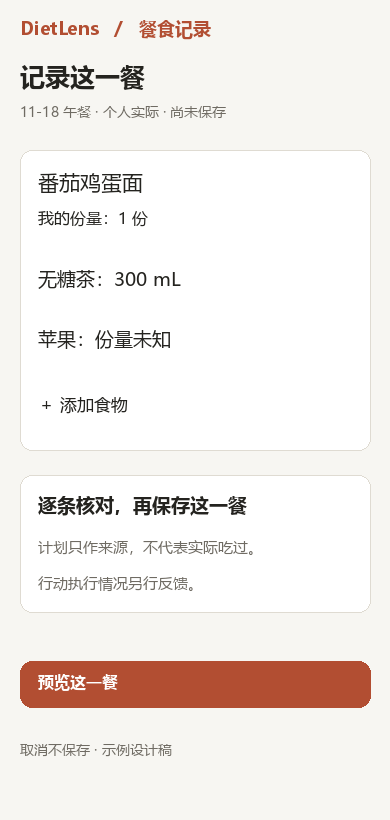 DietLens / 餐食记录
记录这一餐
11-18 午餐 · 个人实际 · 尚未保存
番茄鸡蛋面
我的份量：1 份
无糖茶：300 mL
苹果：份量未知
+ 添加食物
逐条核对，再保存这一餐
计划只作来源，不代表实际吃过。
行动执行情况另行反馈。
预览这一餐
取消不保存 · 示例设计稿